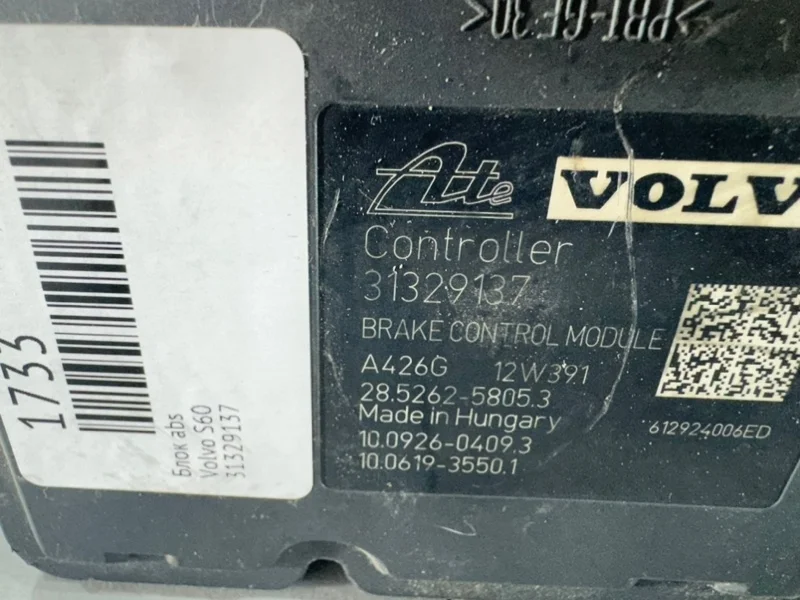 >PBT-GF30<
Ate
VOLV
Controller
31329137
BRAKE CONTROL MODULE
A426G 12W391
28.5262-5805.3
Made in Hungary
10.0926-0409.3
10.0619-3550.1
612924006ED
1733
Блок abs
Volvo S60
31329137